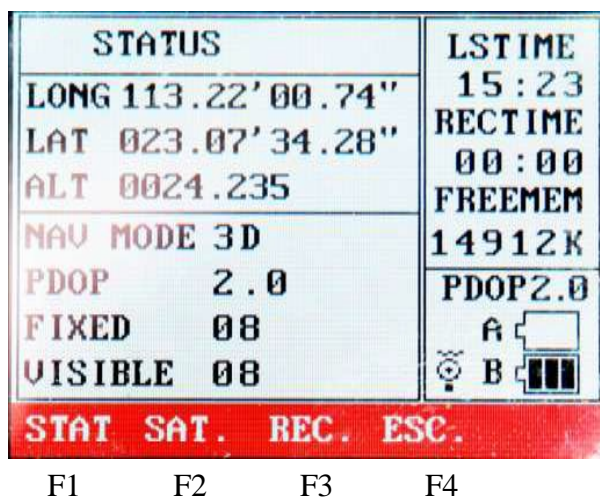 STATUS
LONG 113.22'00.74"
LAT 023.07'34.28"
ALT 0024.235
NAV MODE 3D
PDOP 2.0
FIXED 08
VISIBLE 08
LSTIME
15:23
RECTIME
00:00
FREEMEM
14912K
PDOP2.0
A
B
STAT SAT. REC. ESC.
F1 F2 F3 F4